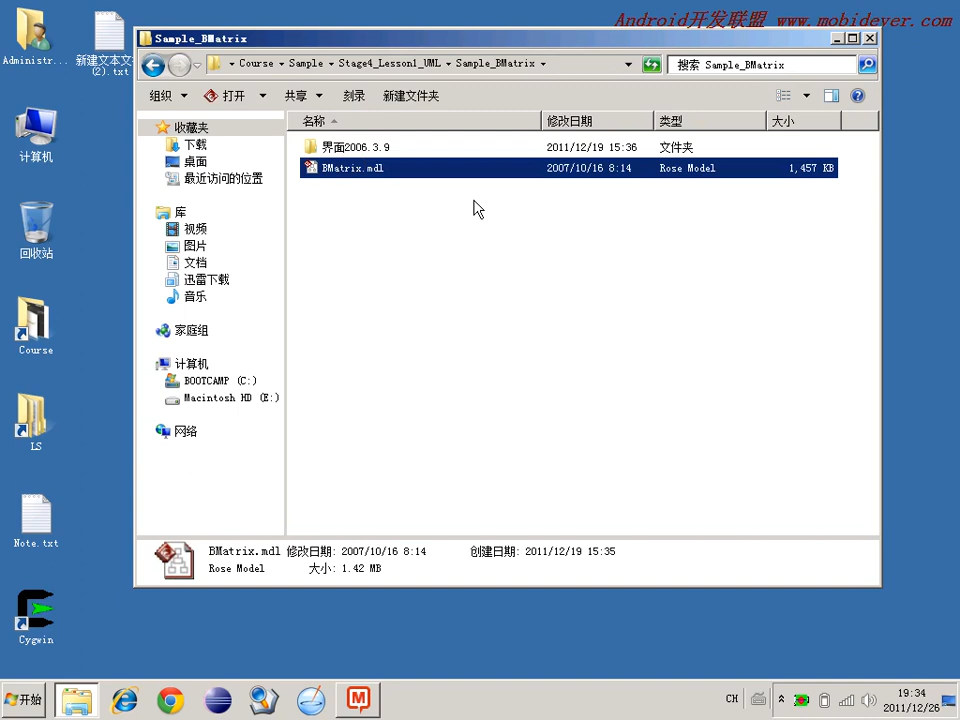 Android开发联盟 www.mobidever.com
Administr...
新建文本文
(2).txt
计算机
回收站
Course
LS
Note.txt
Cygwin
Sample_BMatrix
Course Sample Stage4_Lesson1_UML Sample_BMatrix
搜索 Sample_BMatrix
组织 打开 共享 刻录 新建文件夹
收藏夹
下载
桌面
最近访问的位置
库
视频
图片
文档
迅雷下载
音乐
家庭组
计算机
BOOTCAMP (C:)
Macintosh HD (E:)
网络
名称 修改日期 类型 大小
界面2006.3.9 2011/12/19 15:36 文件夹
BMatrix.mdl 2007/10/16 8:14 Rose Model 1,457 KB
BMatrix.mdl 修改日期: 2007/10/16 8:14 创建日期: 2011/12/19 15:35
Rose Model 大小: 1.42 MB
开始
CH
19:34
2011/12/26